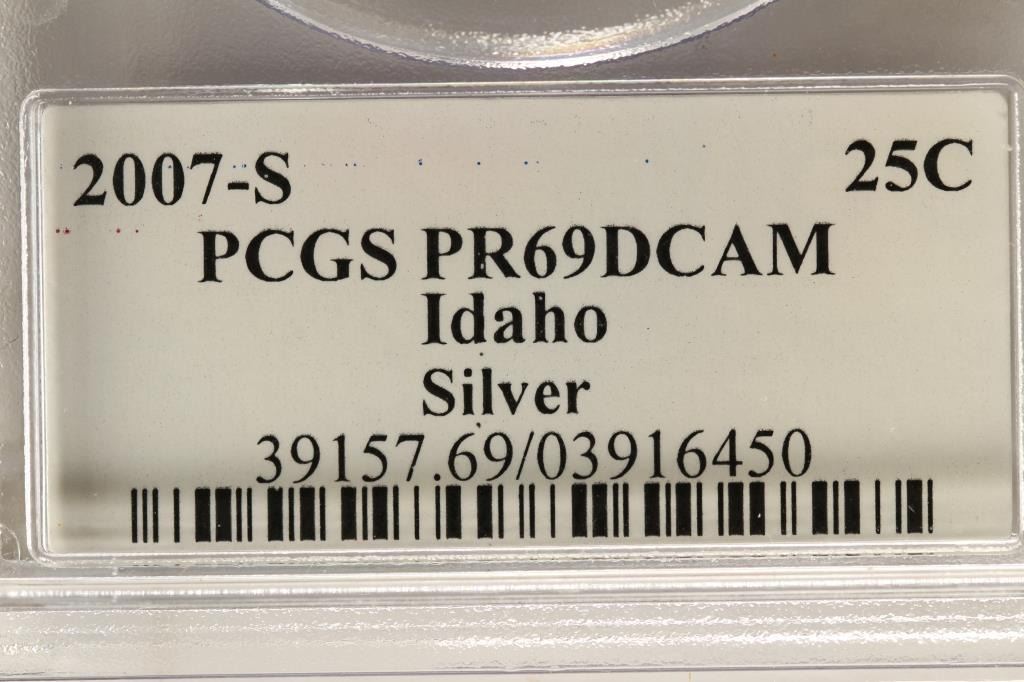 2007-S 25C
PCGS PR69DCAM
Idaho
Silver
39157.69/03916450